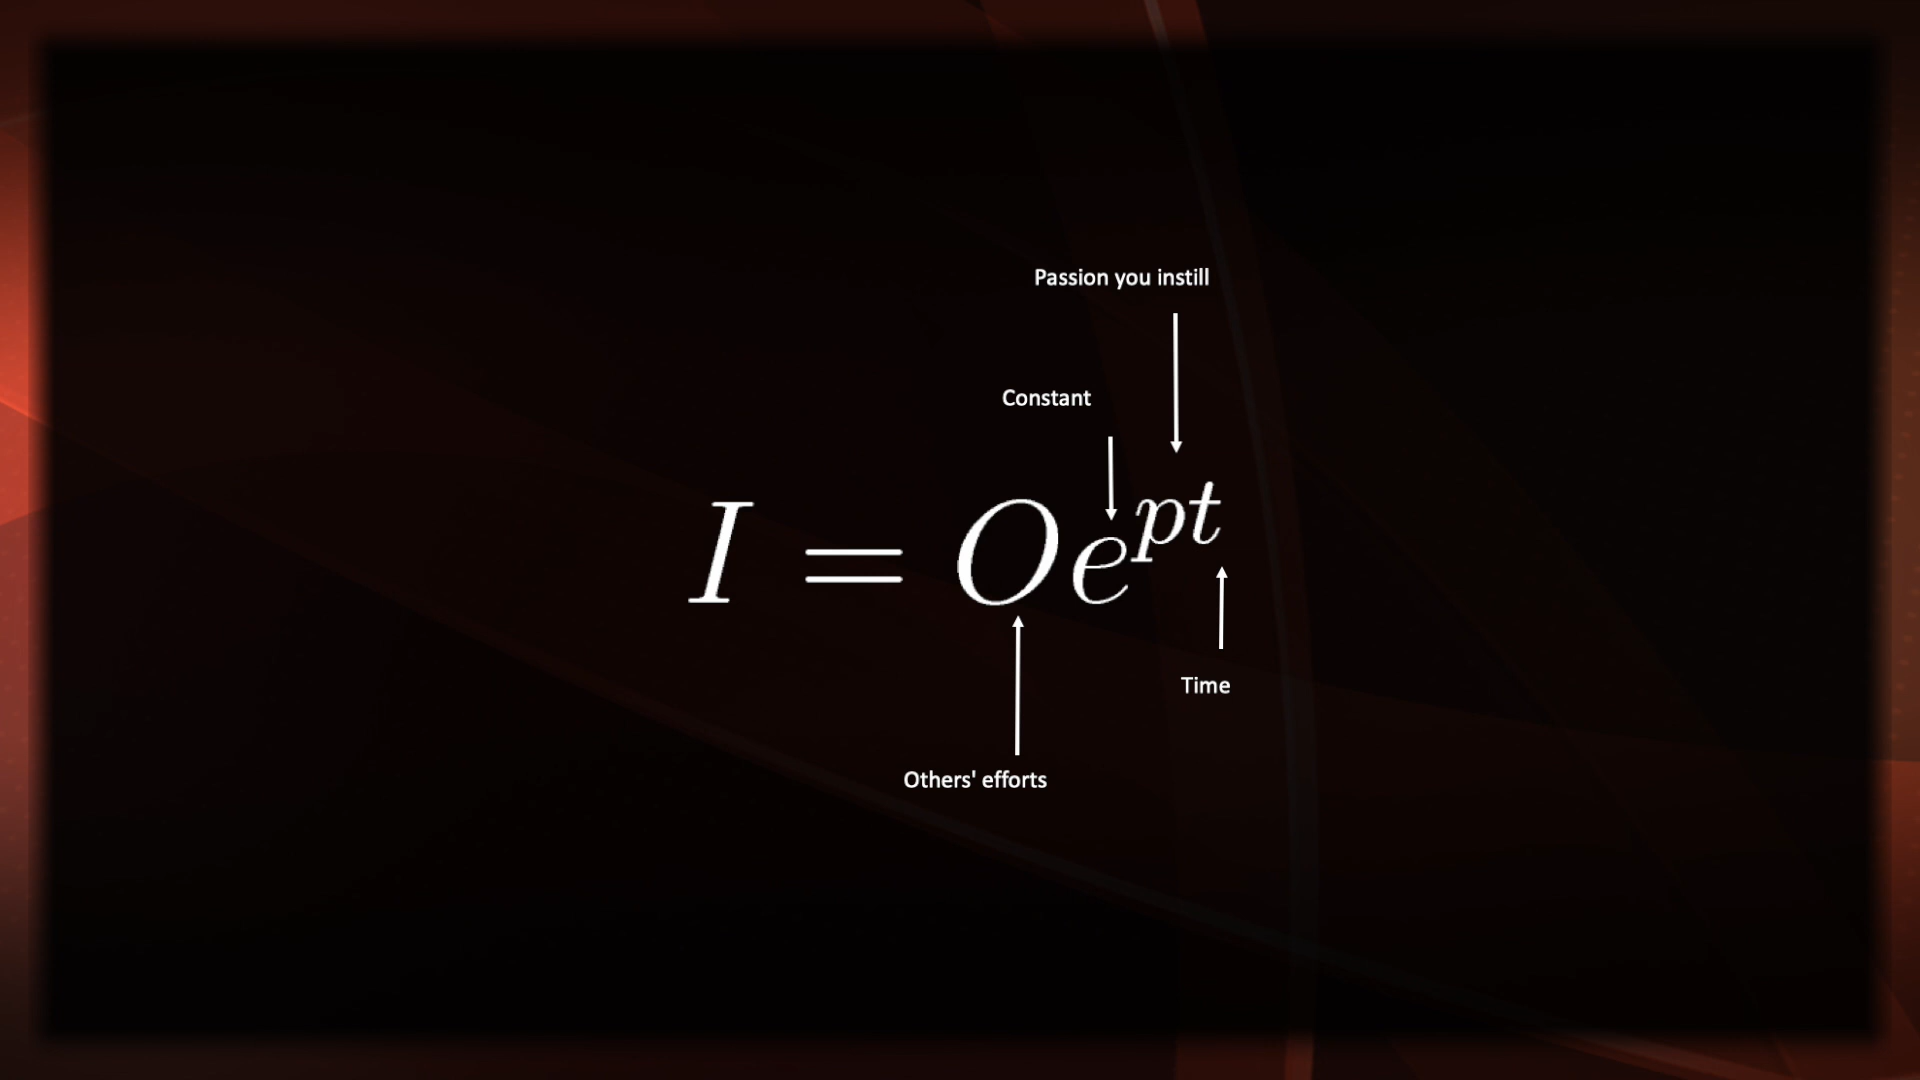 Passion you instill
Constant
I = Oe^{pt}
Time
Others' efforts